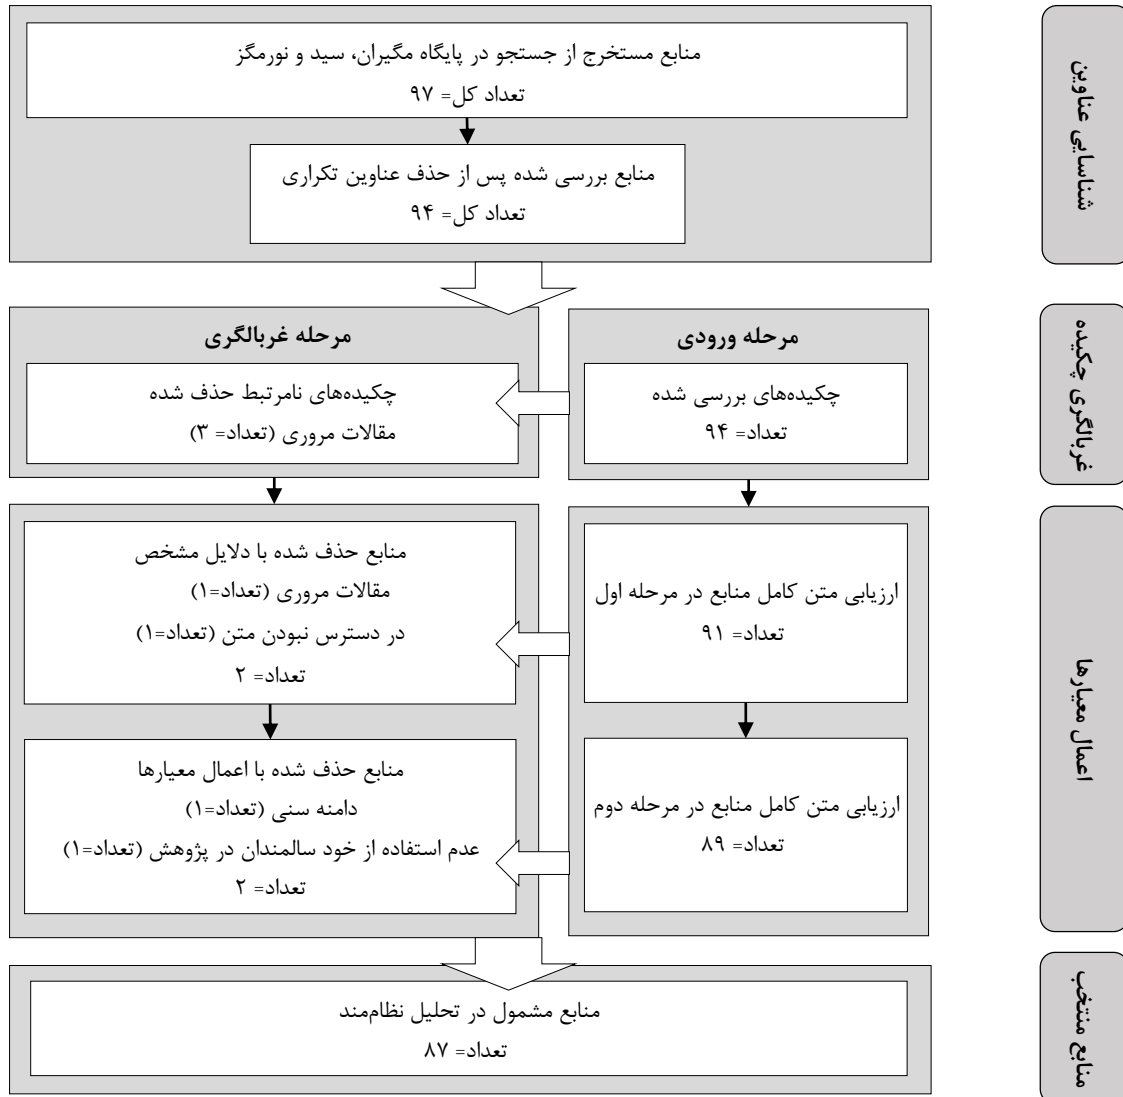 شناسایی عناوین
منابع مستخرج از جستجو در پایگاه مگیران، سید و نورمگز
تعداد کل= ۹۷
منابع بررسی شده پس از حذف عناوین تکراری
تعداد کل= ۹۴
غربالگری چکیده
مرحله ورودی
چکیده‌های بررسی شده
تعداد= ۹۴
مرحله غربالگری
چکیده‌های نامرتبط حذف شده
مقالات مروری (تعداد= ۳)
اعمال معیارها
ارزیابی متن کامل منابع در مرحله اول
تعداد= ۹۱
منابع حذف شده با دلایل مشخص
مقالات مروری (تعداد=۱)
در دسترس نبودن متن (تعداد=۱)
تعداد= ۲
ارزیابی متن کامل منابع در مرحله دوم
تعداد= ۸۹
منابع حذف شده با اعمال معیارها
دامنه سنی (تعداد=۱)
عدم استفاده از خود سالمندان در پژوهش (تعداد=۱)
تعداد= ۲
منابع منتخب
منابع مشمول در تحلیل نظام‌مند
تعداد= ۸۷